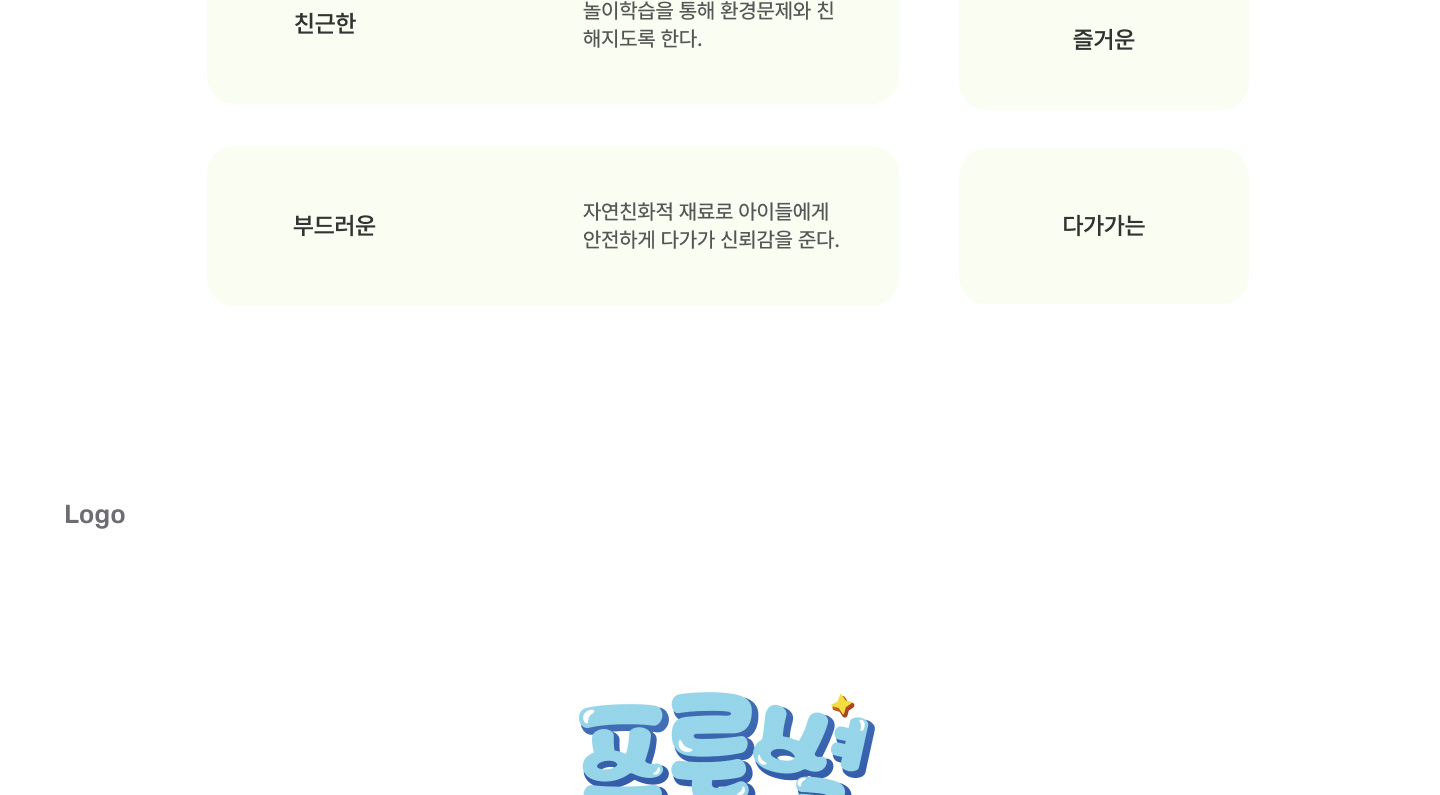 친근한
놀이학습을 통해 환경문제와 친
해지도록 한다.
즐거운
부드러운
자연친화적 재료로 아이들에게
안전하게 다가가 신뢰감을 준다.
다가가는
Logo